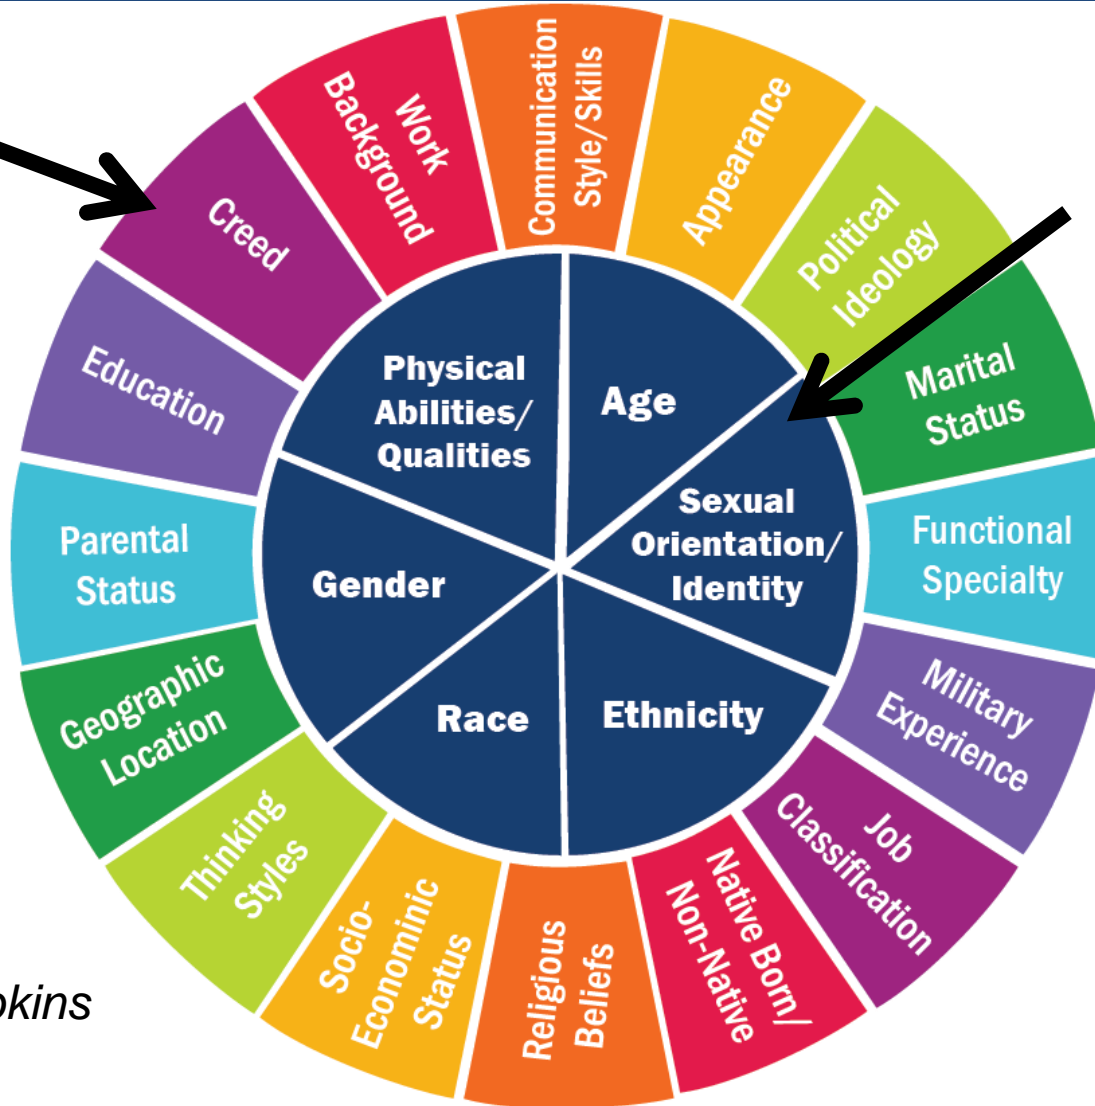 Communication
Style/Skills
Appearance
Political
Ideology
Marital
Status
Functional
Specialty
Military
Experience
Job
Classification
Native Born/
Non-Native
Religious
Beliefs
Socio-
Econominic
Status
Thinking
Styles
Geographic
Location
Parental
Status
Education
Creed
Work
Background
Physical
Abilities/
Qualities
Age
Sexual
Orientation/
Identity
Ethnicity
Race
Gender